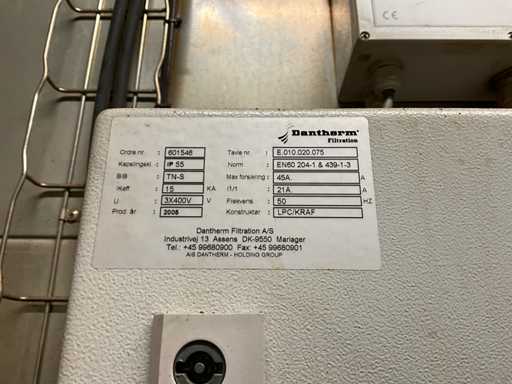 CE
Dantherm®
Filtration
Ordre nr. : 601546 Tavle nr. : E.010.020.075
Kapslingskl. : IP 55 Norm : EN60 204-1.& 439-1-3
: TN-S Max forsikring : 45A. A
IKeff : 15 KA I1/1 : 21A. A
U : 3X400V V Frekvens. : 50 HZ
Prod. år : 2005 Konstruktør : LPC/KRAF
Dantherm Filtration A/S
Industrivej 13 Assens DK-9550 Mariager
Tel.: +45 99680900 Fax: +45 99680901
A/S DANTHERM - HOLDING GROUP